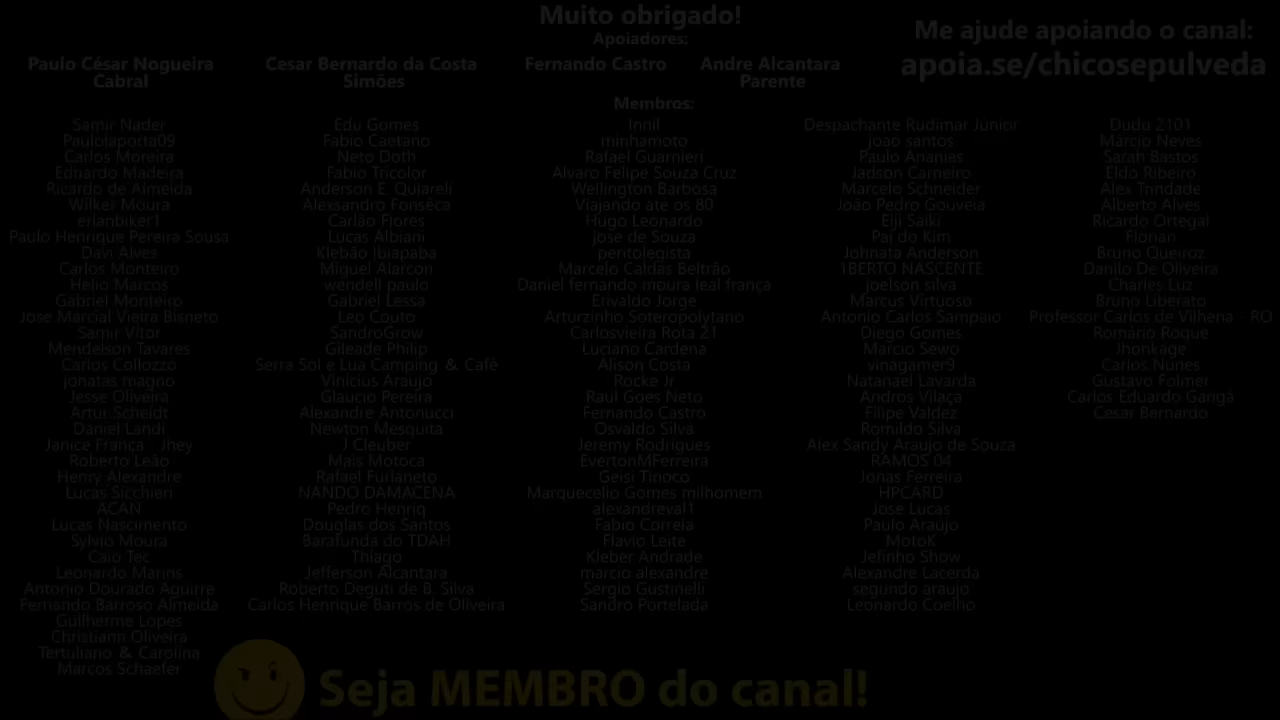 Muito obrigado!
Apoiadores:
Paulo César Nogueira
Cabral
Cesar Bernardo da Costa
Simões
Fernando Castro
Andre Alcantara
Parente
Me ajude apoiando o canal:
apoia.se/chicosepulveda
Membros:
Samir Nader
Paulolaporta09
Carlos Moreira
Eduardo Madeira
Ricardo de Almeida
Wilker Moura
erlanbiker1
Paulo Henrique Pereira Sousa
Davi Alves
Carlos Monteiro
Helio Marcos
Gabriel Monteiro
Jose Marcial Vieira Bisneto
Samir Vitor
Mendelson Tavares
Carlos Collozzo
jonatas magno
Jesse Oliveira
Artur Scheidt
Daniel Landi
Janice França - Jhey
Roberto Leão
Henry Alexandre
Lucas Sicchieri
ACAN
Lucas Nascimento
Sylvio Moura
Caio Tec
Leonardo Marins
Antonio Dourado Aguirre
Fernando Barroso Almeida
Guilherme Lopes
Christiann Oliveira
Tertuliano & Carolina
Marcos Schaefer
Edu Gomes
Fabio Caetano
Neto Doth
Fabio Tricolor
Anderson E. Quiareli
Alexsandro Fonsêca
Carlão Flores
Lucas Albiani
Klebão Ibiapaba
Miguel Alarcon
wendell paulo
Gabriel Lessa
Leo Couto
SandroGrow
Gileade Philip
Serra Sol e Lua Camping & Cafè
Vinicius Araujo
Glaucio Pereira
Alexandre Antonucci
Newton Mesquita
J Cleuber
Mais Motoca
Rafael Furlaneto
NANDO DAMACENA
Pedro Henriq
Douglas dos Santos
Barafunda do TDAH
Thiago
Jefferson Alcantara
Roberto Deguti de B. Silva
Carlos Henrique Barros de Oliveira
Innil
minhamoto
Rafael Guarnieri
Alvaro Felipe Souza Cruz
Wellington Barbosa
Viajando ate os 80
Hugo Leonardo
jose de Souza
peritolegista
Marcelo Caldas Beltrão
Daniel fernando moura leal frança
Erivaldo Jorge
Arturzinho Soteropolytano
Carlosvieira Rota 21
Luciano Cardena
Alison Costa
Rocke Jr
Raul Goes Neto
Fernando Castro
Osvaldo Silva
Jeremy Rodrigues
EvertonMFerreira
Geisi Tinoco
Marquecelio Gomes milhomem
alexandreval1
Fabio Correia
Flavio Leite
Kleber Andrade
marcio alexandre
Sergio Gustinelli
Sandro Portelada
Despachante Rudimar Júnior
joao santos
Paulo Ananias
Jadson Carneiro
Marcelo Schneider
João Pedro Gouveia
Eiji Saiki
Pai do Kim
Johnata Anderson
1BERTO NASCENTE
joelson silva
Marcus Virtuoso
Antonio Carlos Sampaio
Diego Gomes
Marcio Sewo
vinagamer9
Natanael Lavarda
Andros Vilaça
Filipe Valdez
Romildo Silva
Alex Sandy Araujo de Souza
RAMOS 04
Jonas Ferreira
HPCARD
Jose Lucas
Paulo Araújo
MotoK
Jefinho Show
Alexandre Lacerda
segundo araujo
Leonardo Coelho
Dudu 2101
Márcio Neves
Sarah Bastos
Eldo Ribeiro
Alex Trindade
Alberto Alves
Ricardo Ortegal
Florian
Bruno Queiroz
Danilo De Oliveira
Charles Luz
Bruno Liberato
Professor Carlos de Vilhena - RO
Romário Roque
Jhonkage
Carlos Nunes
Gustavo Folmer
Carlos Eduardo Gangá
Cesar Bernardo
Seja MEMBRO do canal!